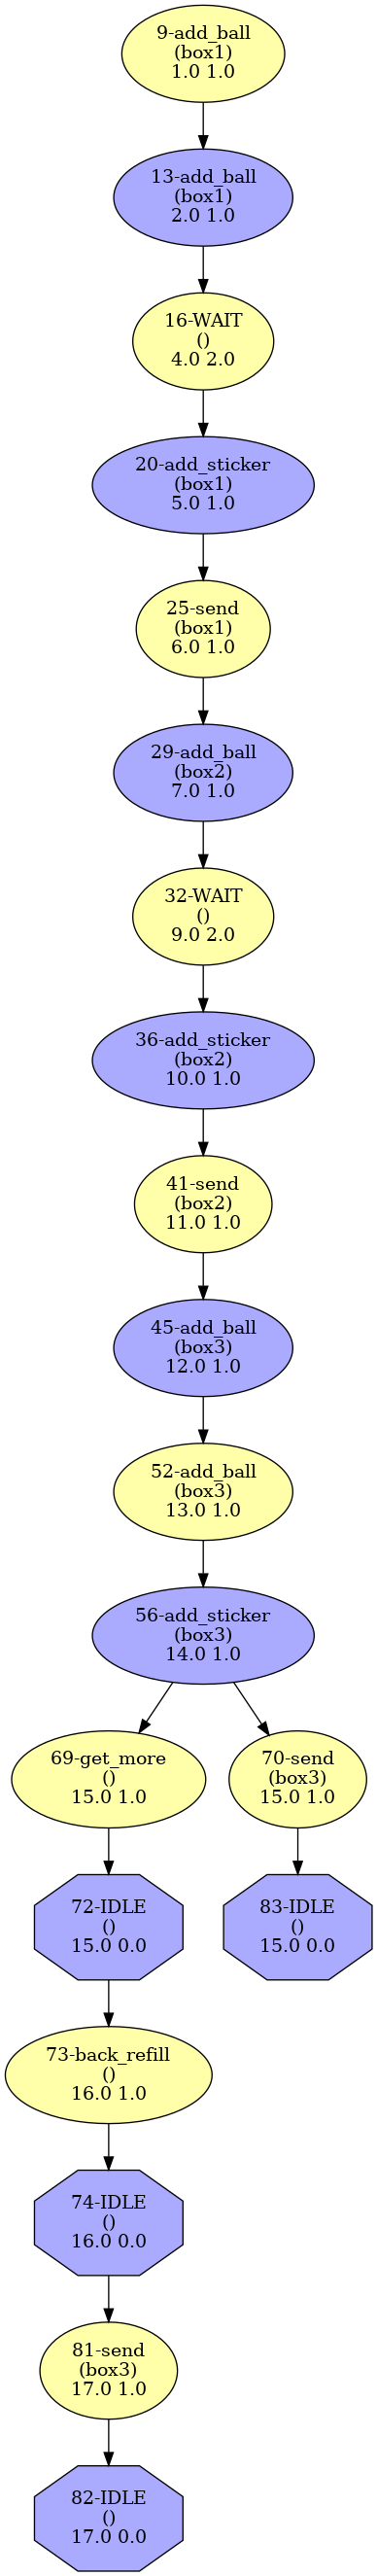 9-add_ball
(box1)
1.0 1.0
13-add_ball
(box1)
2.0 1.0
16-WAIT
()
4.0 2.0
20-add_sticker
(box1)
5.0 1.0
25-send
(box1)
6.0 1.0
29-add_ball
(box2)
7.0 1.0
32-WAIT
()
9.0 2.0
36-add_sticker
(box2)
10.0 1.0
41-send
(box2)
11.0 1.0
45-add_ball
(box3)
12.0 1.0
52-add_ball
(box3)
13.0 1.0
56-add_sticker
(box3)
14.0 1.0
69-get_more
()
15.0 1.0
70-send
(box3)
15.0 1.0
72-IDLE
()
15.0 0.0
83-IDLE
()
15.0 0.0
73-back_refill
()
16.0 1.0
74-IDLE
()
16.0 0.0
81-send
(box3)
17.0 1.0
82-IDLE
()
17.0 0.0